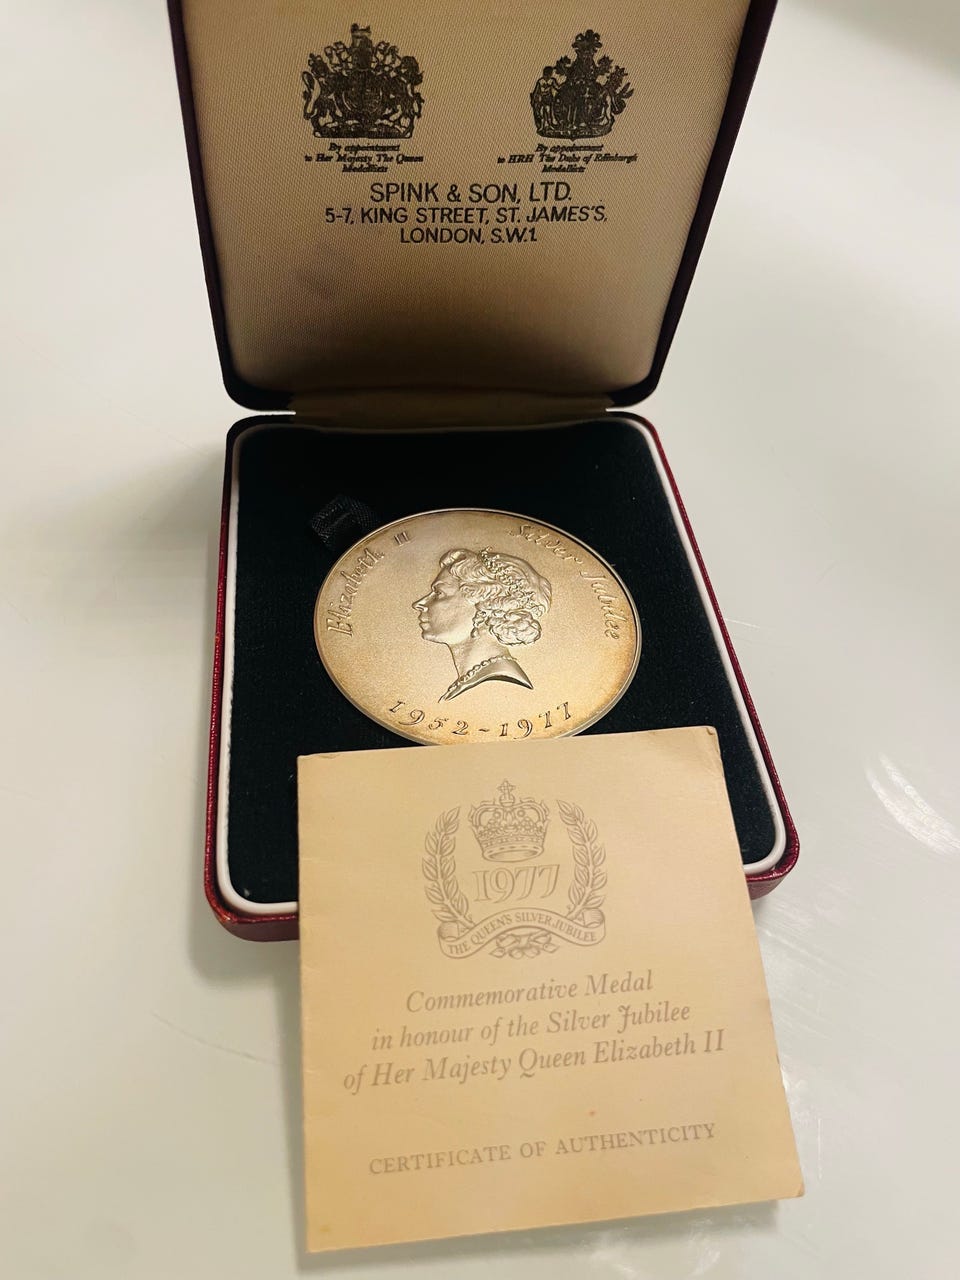 By appointment
to Her Majesty The Queen
Medallists
By appointment
to HRH The Duke of Edinburgh
Medallists
SPINK & SON, LTD.
5-7, KING STREET, ST. JAMES'S,
LONDON, S.W.1.
Elizabeth II Silver Jubilee
1952-1977
1977
THE QUEEN'S SILVER JUBILEE
Commemorative Medal
in honour of the Silver Jubilee
of Her Majesty Queen Elizabeth II
CERTIFICATE OF AUTHENTICITY